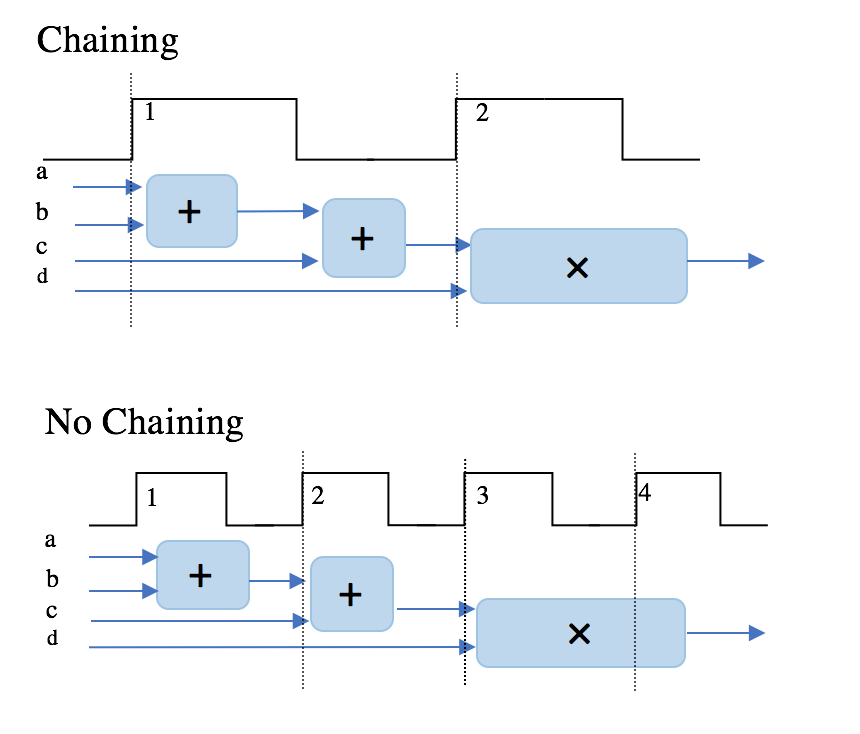 Chaining
1 2
a
b
c
d
+
+
×
No Chaining
1 2 3 4
a
b
c
d
+
+
×